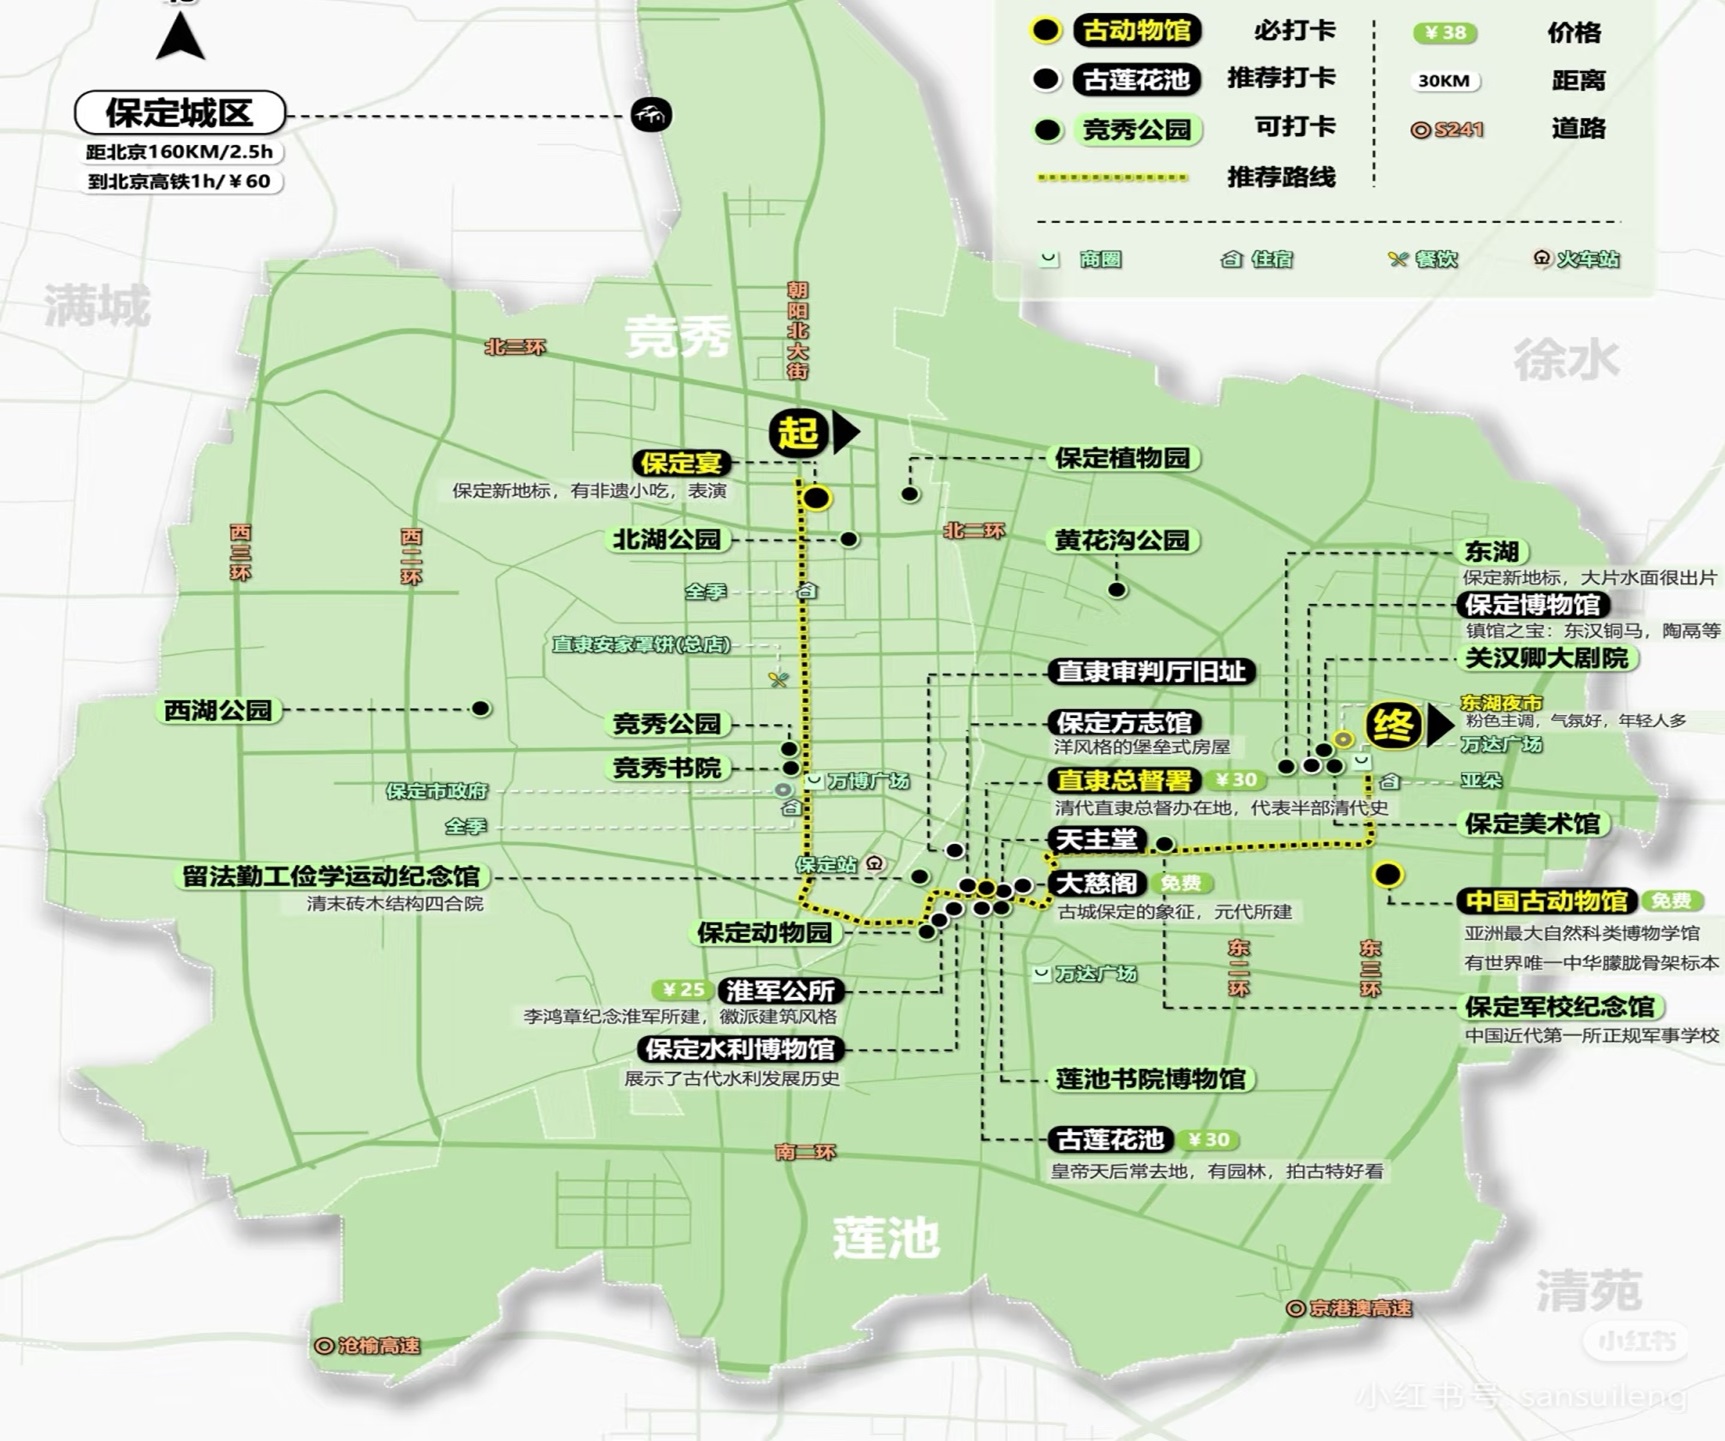 保定城区
距北京160KM/2.5h
到北京高铁1h/￥60
古动物馆 必打卡
￥38 价格
古莲花池 推荐打卡
30KM 距离
竞秀公园 可打卡
S241 道路
推荐路线
商圈 住宿 餐饮 火车站
满城
竞秀
徐水
朝阳北大街
北三环
起
保定宴
保定新地标，有非遗小吃，表演
保定植物园
西三环
西二环
北湖公园
北二环
黄花沟公园
东湖
保定新地标，大片水面很出片
全季
保定博物馆
镇馆之宝：东汉铜马，陶鬲等
直隶安家罩饼(总店)
关汉卿大剧院
直隶审判厅旧址
西湖公园
竞秀公园
保定方志馆
洋风格的堡垒式房屋
终
东湖夜市
粉色主调，气氛好，年轻人多
万达广场
竞秀书院
万博广场
直隶总督署 ￥30
清代直隶总督办在地，代表半部清代史
亚朵
保定市政府
全季
保定美术馆
天主堂
保定站
留法勤工俭学运动纪念馆
清末砖木结构四合院
大慈阁 免费
古城保定的象征，元代所建
中国古动物馆 免费
亚洲最大自然科类博物学馆
有世界唯一中华朦胧骨架标本
保定动物园
东二环
东三环
万达广场
￥25 淮军公所
李鸿章纪念淮军所建，徽派建筑风格
保定军校纪念馆
中国近代第一所正规军事学校
保定水利博物馆
展示了古代水利发展历史
莲池书院博物馆
古莲花池 ￥30
皇帝天后常去地，有园林，拍古特好看
南二环
莲池
清苑
京港澳高速
沧榆高速
小红书
小红书号 sansuileng